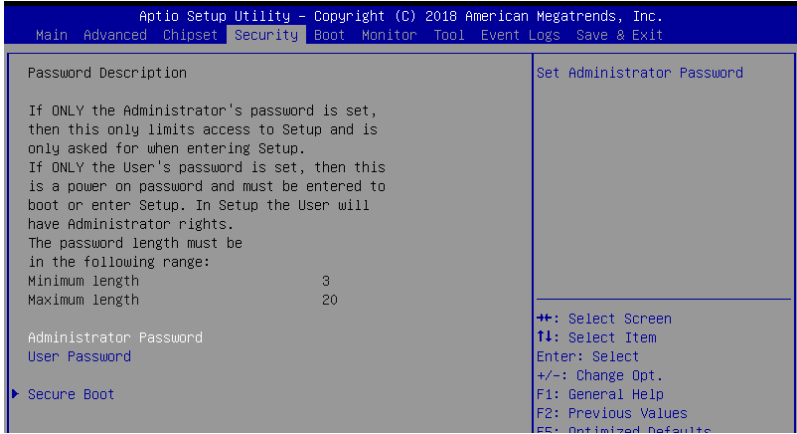 Aptio Setup Utility – Copyright (C) 2018 American Megatrends, Inc.
Main Advanced Chipset Security Boot Monitor Tool Event Logs Save & Exit
Password Description
If ONLY the Administrator's password is set,
then this only limits access to Setup and is
only asked for when entering Setup.
If ONLY the User's password is set, then this
is a power on password and must be entered to
boot or enter Setup. In Setup the User will
have Administrator rights.
The password length must be
in the following range:
Minimum length 3
Maximum length 20
Administrator Password
User Password
Secure Boot
Set Administrator Password
→←: Select Screen
↑↓: Select Item
Enter: Select
+/-: Change Opt.
F1: General Help
F2: Previous Values
F5: Optimized Defaults